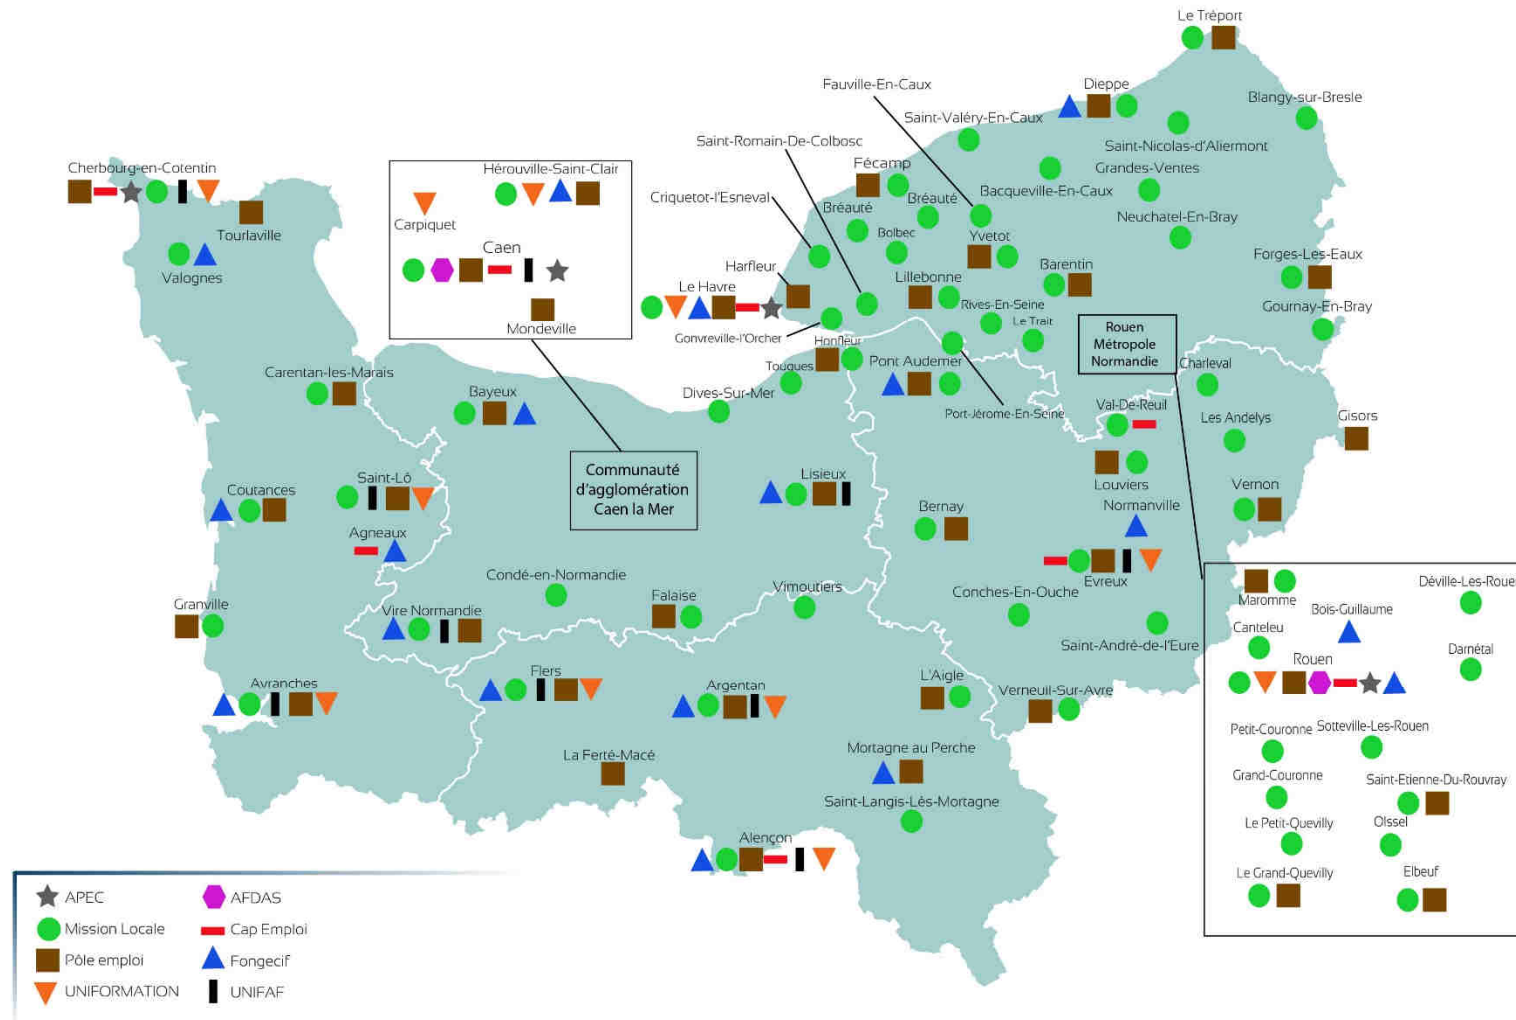 Le Tréport
Fauville-En-Caux
Dieppe
Blangy-sur-Bresle
Saint-Valéry-En-Caux
Saint-Romain-De-Colbosc
Saint-Nicolas-d'Aliermont
Cherbourg-en-Cotentin
Hérouville-Saint-Clair
Fécamp
Grandes-Ventes
Bacqueville-En-Caux
Criquetot-l'Esneval
Bréauté
Bréauté
Carpiquet
Tourlaville
Neuchatel-En-Bray
Bolbec
Yvetot
Caen
Valognes
Forges-Les-Eaux
Harfleur
Barentin
Lillebonne
Le Havre
Rives-En-Seine
Gournay-En-Bray
Le Trait
Mondeville
Gonvreville-l'Orcher
Rouen
Métropole
Normandie
Honfleur
Pont Audemer
Touques
Charleval
Carentan-les-Marais
Bayeux
Dives-Sur-Mer
Port-Jérome-En-Seine
Val-De-Reuil
Les Andelys
Gisors
Communauté
d'agglomération
Caen la Mer
Saint-Lô
Lisieux
Louviers
Coutances
Vernon
Normanville
Bernay
Agneaux
Evreux
Condé-en-Normandie
Vimoutiers
Conches-En-Ouche
Falaise
Granville
Vire Normandie
Saint-André-de-l'Eure
Maromme
Déville-Les-Rouen
Bois-Guillaume
Canteleu
Darnétal
Rouen
Avranches
Flers
Argentan
L'Aigle
Verneuil-Sur-Avre
Petit-Couronne
Sotteville-Les-Rouen
La Ferté-Macé
Mortagne au Perche
Grand-Couronne
Saint-Etienne-Du-Rouvray
Saint-Langis-Lès-Mortagne
Le Petit-Quevilly
OIssel
Alençon
Le Grand-Quevilly
Elbeuf
APEC
AFDAS
Mission Locale
Cap Emploi
Pôle emploi
Fongecif
UNIFORMATION
UNIFAF